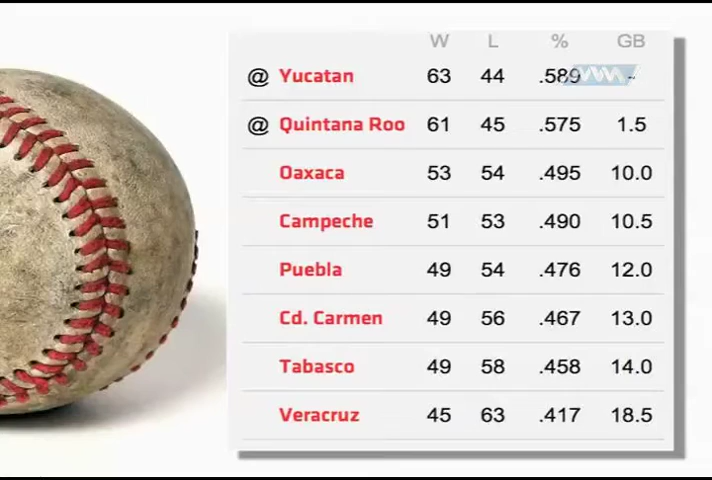 W L % GB
@ Yucatan 63 44 .589 -
@ Quintana Roo 61 45 .575 1.5
Oaxaca 53 54 .495 10.0
Campeche 51 53 .490 10.5
Puebla 49 54 .476 12.0
Cd. Carmen 49 56 .467 13.0
Tabasco 49 58 .458 14.0
Veracruz 45 63 .417 18.5